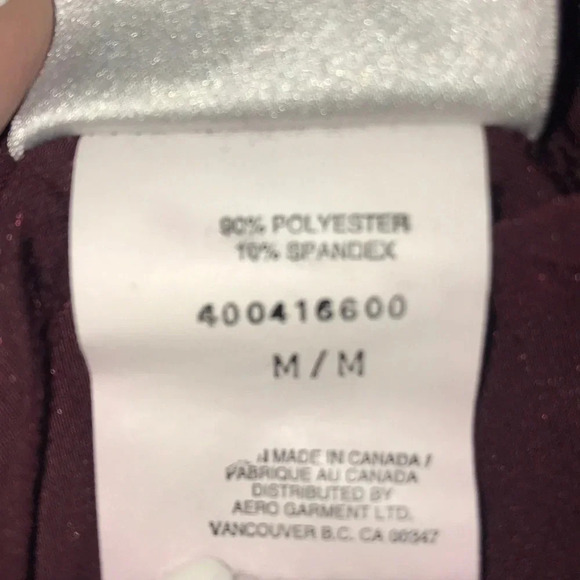 90% POLYESTER
10% SPANDEX
400416600
M / M
MADE IN CANADA /
FABRIQUE AU CANADA
DISTRIBUTED BY
AERO GARMENT LTD.
VANCOUVER B.C. CA 00347